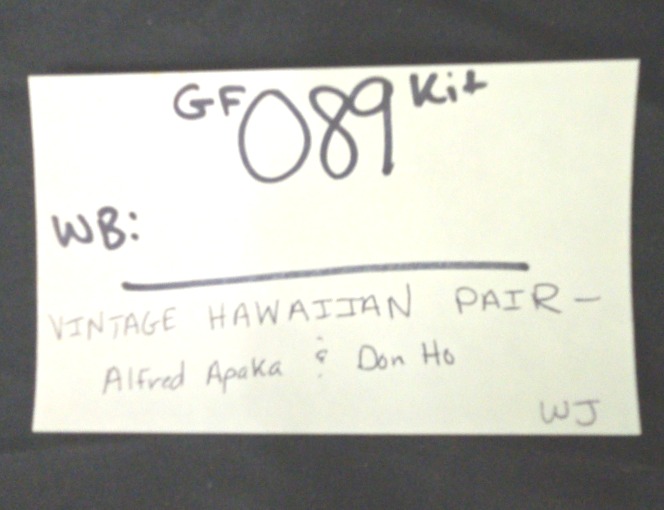 GF 089 Kit
WB:
VINTAGE HAWAIIAN PAIR —
Alfred Apaka & Don Ho
WJ